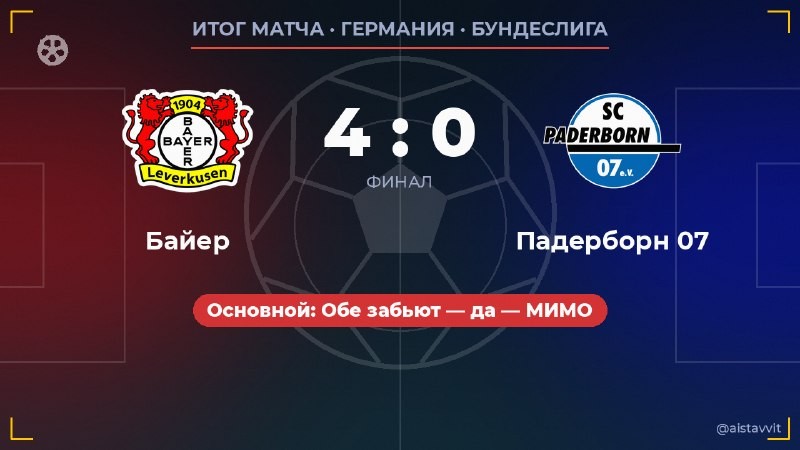 ИТОГ МАТЧА · ГЕРМАНИЯ · БУНДЕСЛИГА
1904
BAYER
BAYER
Leverkusen
4 : 0
ФИНАЛ
SC
PADERBORN
07 e.V.
Байер
Падерборн 07
Основной: Обе забьют — да — МИМО
@aistavvit